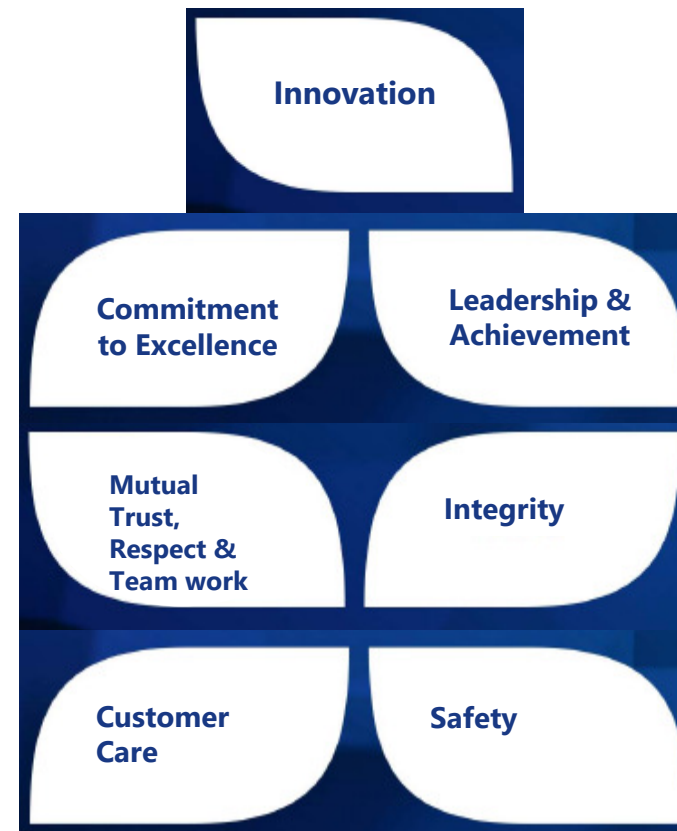 Innovation
Commitment
to Excellence
Leadership &
Achievement
Mutual
Trust,
Respect &
Team work
Integrity
Customer
Care
Safety